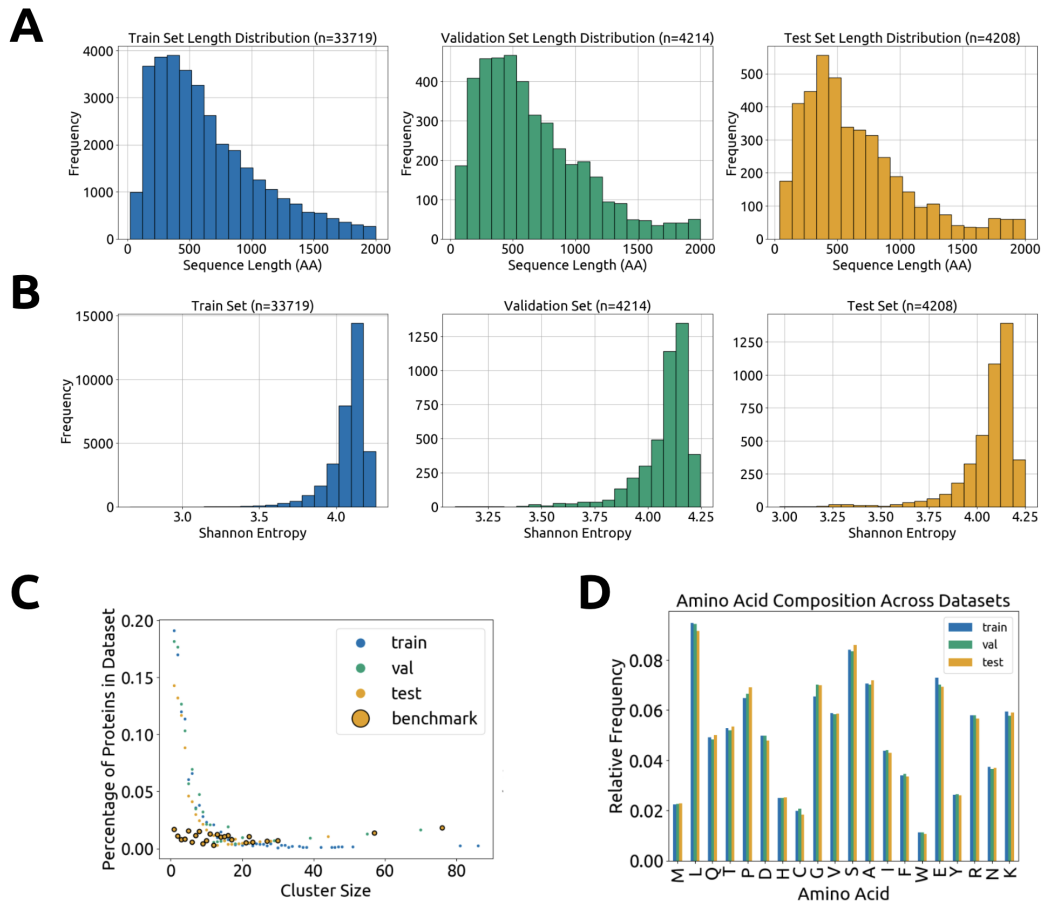 A
Train Set Length Distribution (n=33719)
Validation Set Length Distribution (n=4214)
Test Set Length Distribution (n=4208)
Frequency
4000
3000
2000
1000
0
0
500
1000
1500
2000
Sequence Length (AA)
Frequency
400
300
200
100
0
0
500
1000
1500
2000
Sequence Length (AA)
Frequency
500
400
300
200
100
0
0
500
1000
1500
2000
Sequence Length (AA)
B
Train Set (n=33719)
Validation Set (n=4214)
Test Set (n=4208)
Frequency
15000
10000
5000
0
3.0
3.5
4.0
Shannon Entropy
1250
1000
750
500
250
0
3.25
3.50
3.75
4.00
4.25
Shannon Entropy
1250
1000
750
500
250
0
3.00
3.25
3.50
3.75
4.00
4.25
Shannon Entropy
C
Percentage of Proteins in Dataset
0.20
0.15
0.10
0.05
0.00
train
val
test
benchmark
0
20
40
60
80
Cluster Size
D
Amino Acid Composition Across Datasets
Relative Frequency
0.08
0.06
0.04
0.02
0.00
train
val
test
M L Q T P D H C G V S A I F W E Y R N K
Amino Acid